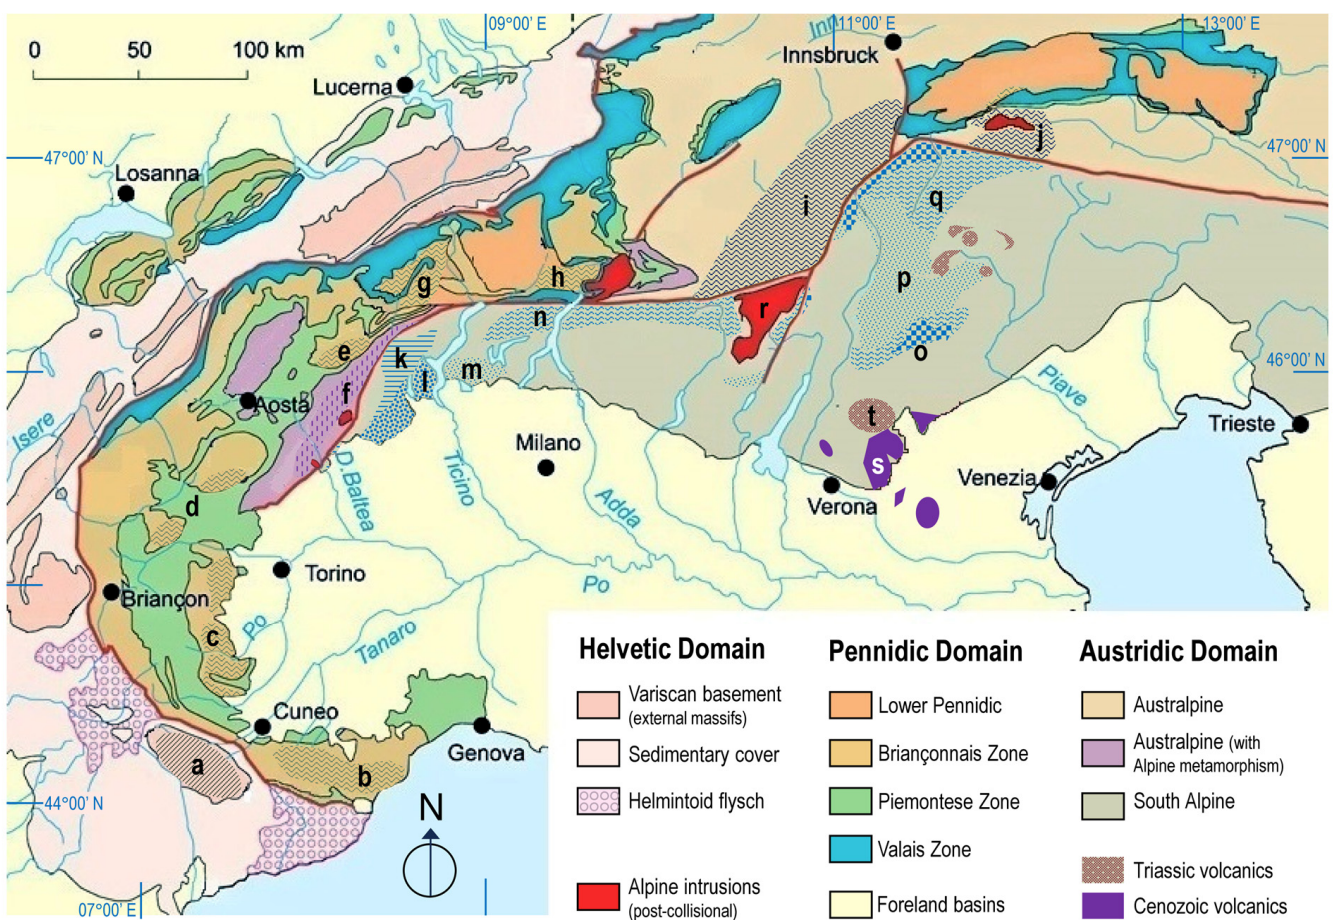 09°00' E
11°00' E
13°00' E
Inn
0 50 100 km
Innsbruck
Lucerna
j
47°00' N
47°00' N
Losanna
i
q
g
h
p
n
r
e
k
o
46°00' N
f
l
m
Aosta
t
Piave
Isere
Milano
Trieste
D.Baltea
Ticino
Adda
s
Venezia
Verona
d
Torino
Po
Briançon
c
Po
Tanaro
Cuneo
Genova
a
b
44°00' N
N
07°00' E
Helvetic Domain
Variscan basement
(external massifs)
Sedimentary cover
Helmintoid flysch
Alpine intrusions
(post-collisional)
Pennidic Domain
Lower Pennidic
Briançonnais Zone
Piemontese Zone
Valais Zone
Foreland basins
Austridic Domain
Australpine
Australpine (with
Alpine metamorphism)
South Alpine
Triassic volcanics
Cenozoic volcanics